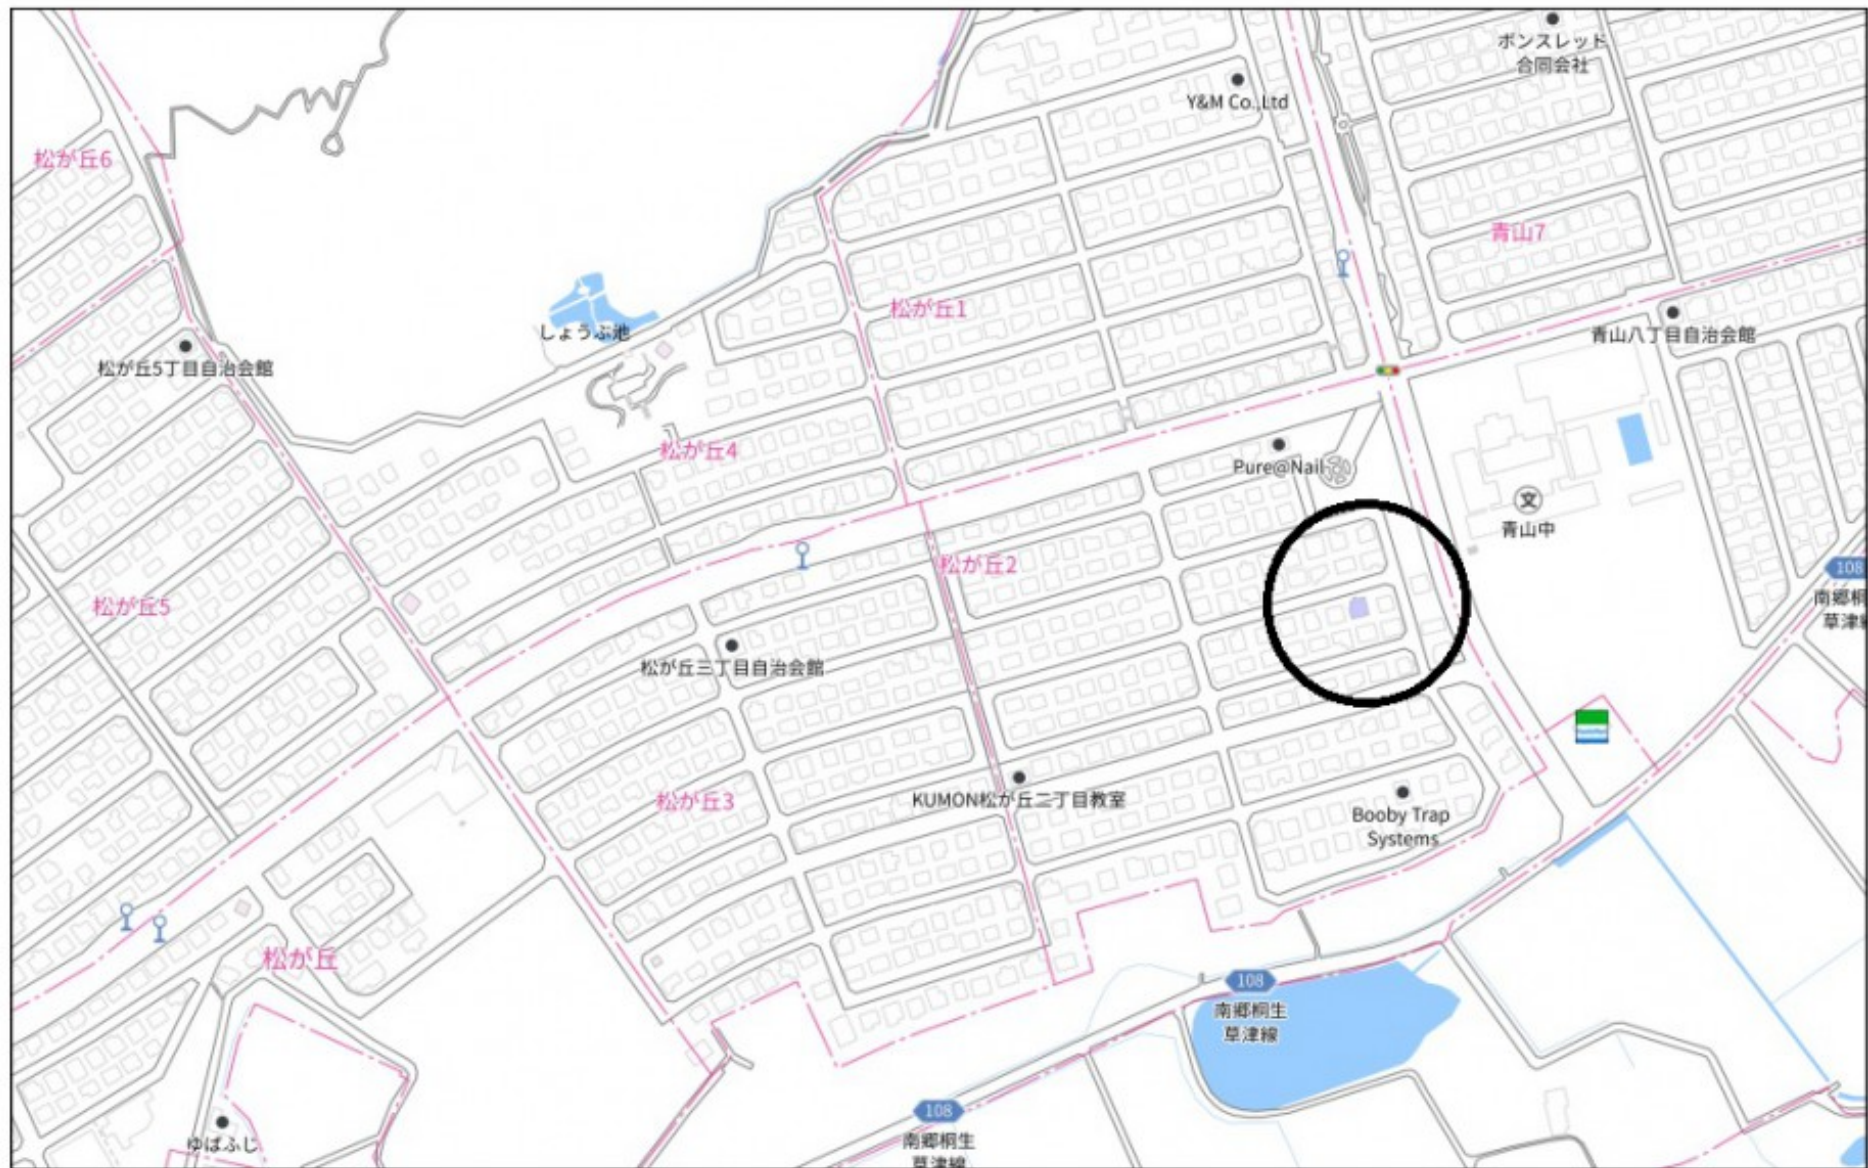 ボンスレッド
合同会社
Y&M Co.,Ltd
松が丘6
青山7
松が丘1
しょうぶ池
青山八丁目自治会館
松が丘5丁目自治会館
松が丘4
Pure@Nail
文
青山中
松が丘2
108
南郷桐
草津
松が丘5
松が丘三丁目自治会館
松が丘3
KUMON松が丘二丁目教室
Booby Trap
Systems
松が丘
108
南郷桐生
草津線
108
南郷桐生
草津線
ゆばふじ